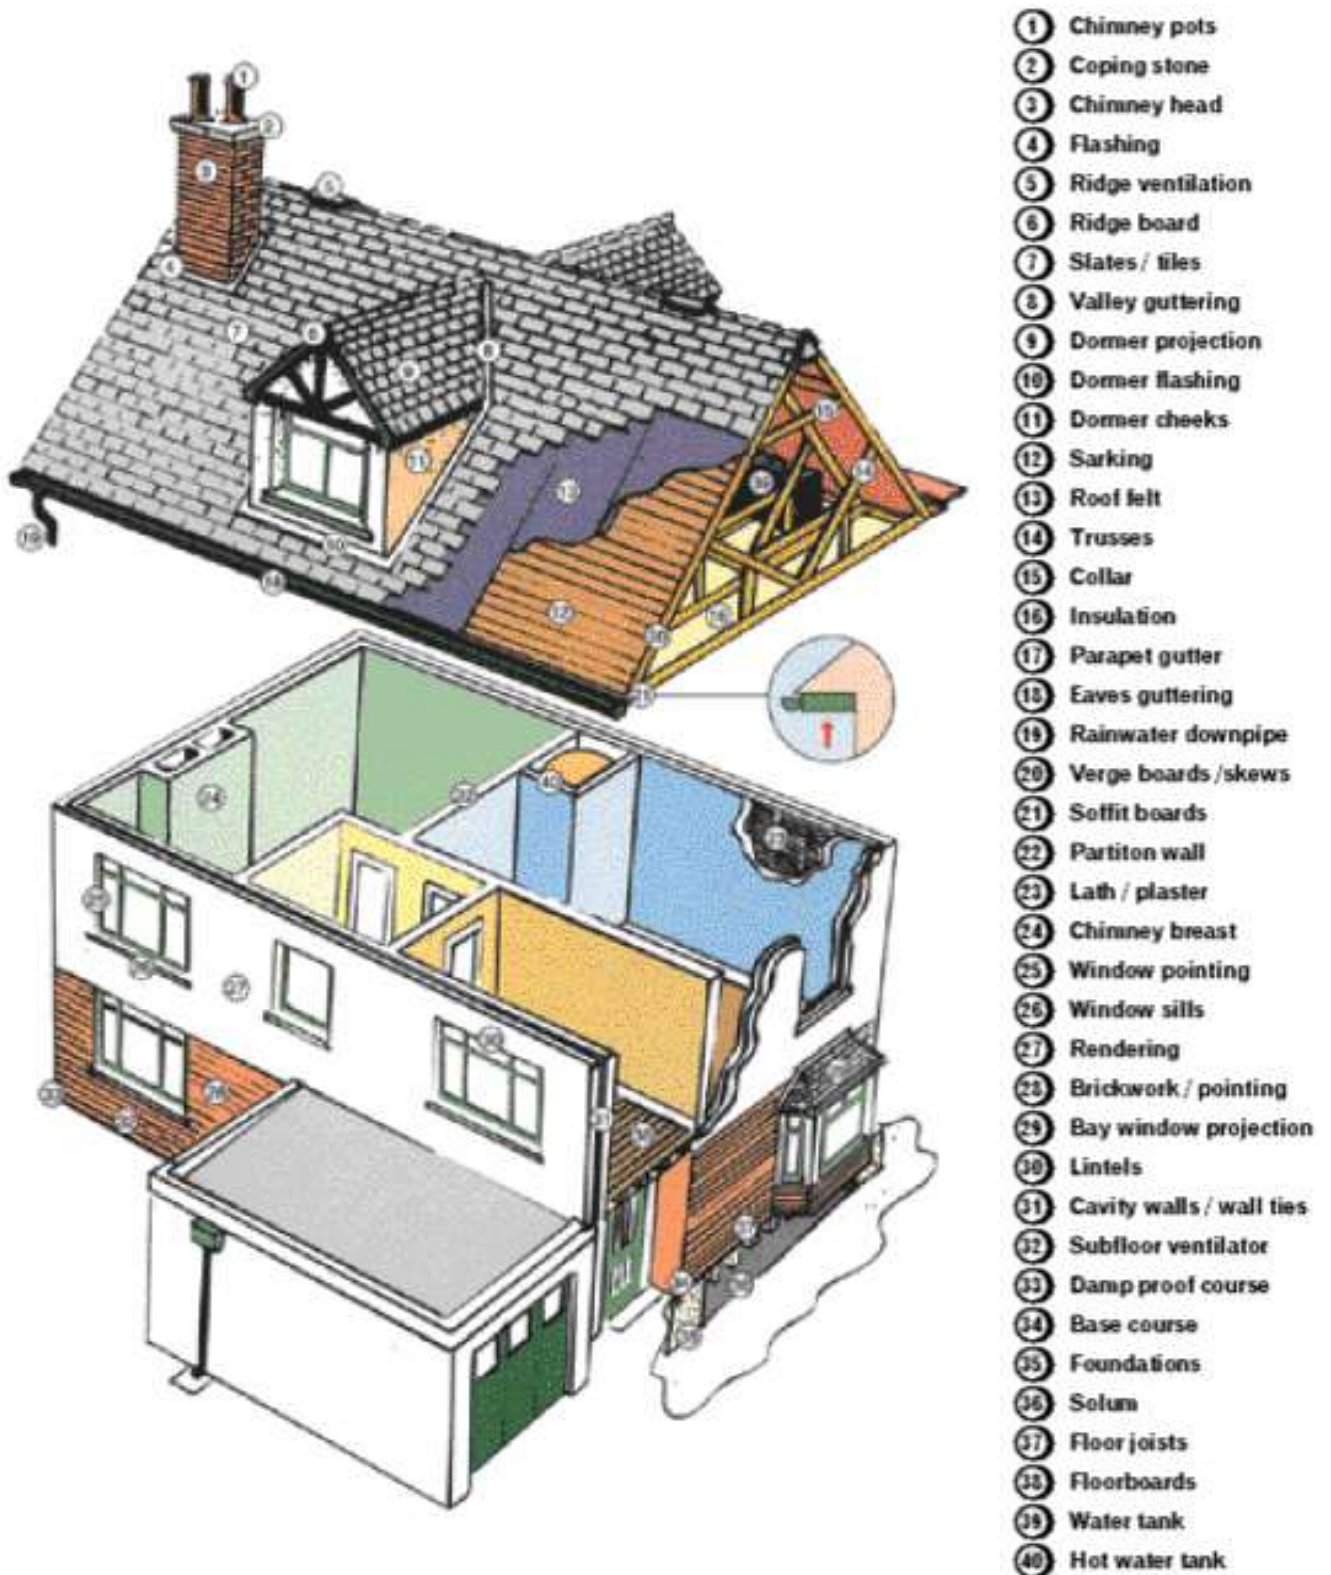 1 Chimney pots
2 Coping stone
3 Chimney head
4 Flashing
5 Ridge ventilation
6 Ridge board
7 Slates / tiles
8 Valley guttering
9 Dormer projection
10 Dormer flashing
11 Dormer cheeks
12 Sarking
13 Roof felt
14 Trusses
15 Collar
16 Insulation
17 Parapet gutter
18 Eaves guttering
19 Rainwater downpipe
20 Verge boards /skews
21 Soffit boards
22 Partiton wall
23 Lath / plaster
24 Chimney breast
25 Window pointing
26 Window sills
27 Rendering
28 Brickwork / pointing
29 Bay window projection
30 Lintels
31 Cavity walls / wall ties
32 Subfloor ventilator
33 Damp proof course
34 Base course
35 Foundations
36 Solum
37 Floor joists
38 Floorboards
39 Water tank
40 Hot water tank